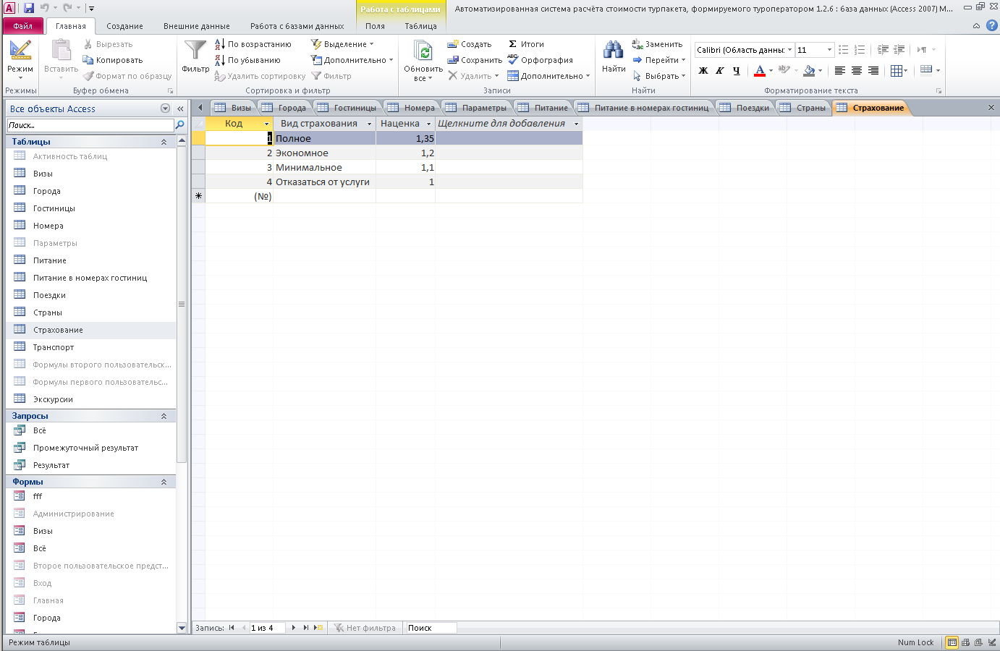 Работа с таблицами
Автоматизированная система расчёта стоимости турпакета, формируемого туроператором 1.2.6 : база данных (Access 2007) M...
Файл Главная Создание Внешние данные Работа с базами данных Поля Таблица
Режим
Режимы
Вставить
Вырезать
Копировать
Формат по образцу
Буфер обмена
Фильтр
По возрастанию
По убыванию
Удалить сортировку
Выделение
Дополнительно
Фильтр
Сортировка и фильтр
Обновить
все
Создать
Сохранить
Удалить
Итоги
Орфография
Дополнительно
Записи
Найти
Заменить
Перейти
Выбрать
Найти
Calibri (Область данны: 11
Ж К Ч
Форматирование текста
Все объекты Access
Поиск...
Таблицы
Активность таблиц
Визы
Города
Гостиницы
Номера
Параметры
Питание
Питание в номерах гостиниц
Поездки
Страны
Страхование
Транспорт
Формулы второго пользовательск...
Формулы первого пользовательс...
Экскурсии
Запросы
Всё
Промежуточный результат
Результат
Формы
fff
Администрирование
Визы
Всё
Второе пользовательское предст...
Вход
Главная
Города
Визы Города Гостиницы Номера Параметры Питание Питание в номерах гостиниц Поездки Страны Страхование
Код Вид страхования Наценка Щелкните для добавления
1 Полное 1,35
2 Экономное 1,2
3 Минимальное 1,1
4 Отказаться от услуги 1
(№)
Запись: 1 из 4 Нет фильтра Поиск
Режим таблицы Num Lock